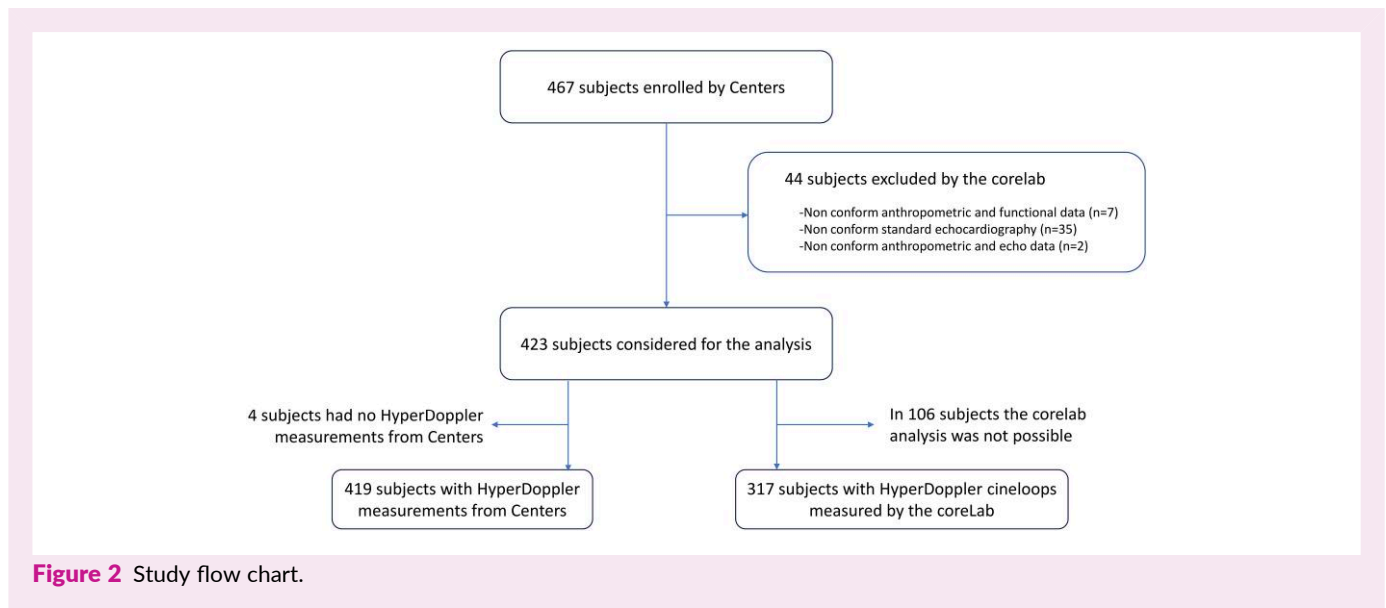 467 subjects enrolled by Centers
44 subjects excluded by the corelab
-Non conform anthropometric and functional data (n=7)
-Non conform standard echocardiography (n=35)
-Non conform anthropometric and echo data (n=2)
423 subjects considered for the analysis
4 subjects had no HyperDoppler
measurements from Centers
In 106 subjects the corelab
analysis was not possible
419 subjects with HyperDoppler
measurements from Centers
317 subjects with HyperDoppler cineloops
measured by the coreLab
Figure 2 Study flow chart.